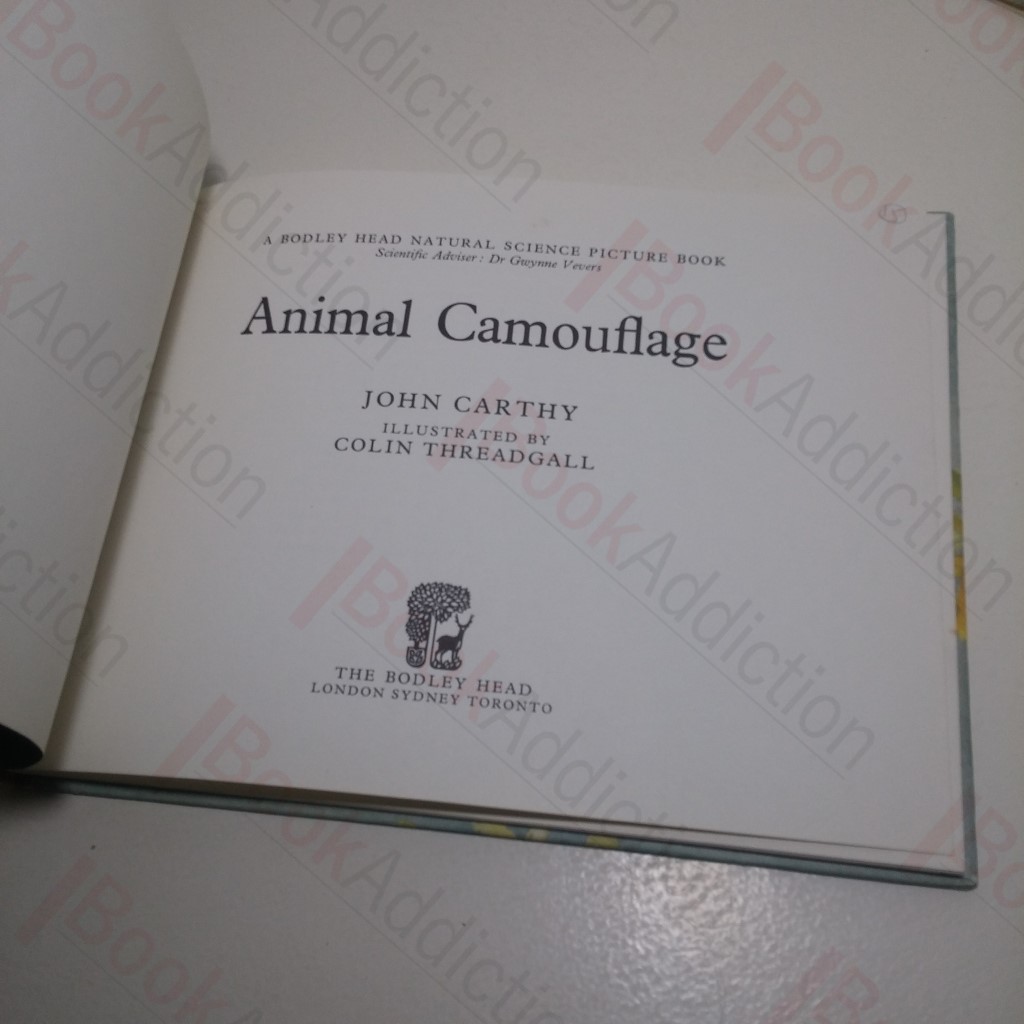 A BODLEY HEAD NATURAL SCIENCE PICTURE BOOK
Scientific Adviser: Dr Gwynne Vevers
Animal Camouflage
JOHN CARTHY
ILLUSTRATED BY
COLIN THREADGALL
THE BODLEY HEAD
LONDON SYDNEY TORONTO
BookAddiction